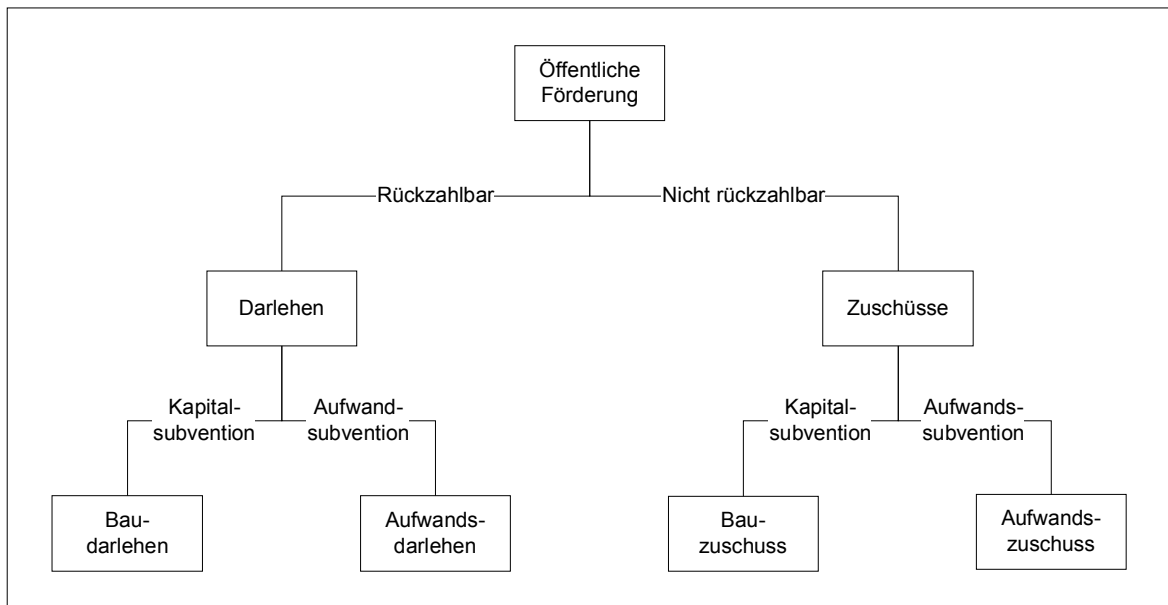 Öffentliche
Förderung
Rückzahlbar
Nicht rückzahlbar
Darlehen
Zuschüsse
Kapital-
subvention
Aufwand-
subvention
Kapital-
subvention
Aufwands-
subvention
Bau-
darlehen
Aufwands-
darlehen
Bau-
zuschuss
Aufwands-
zuschuss